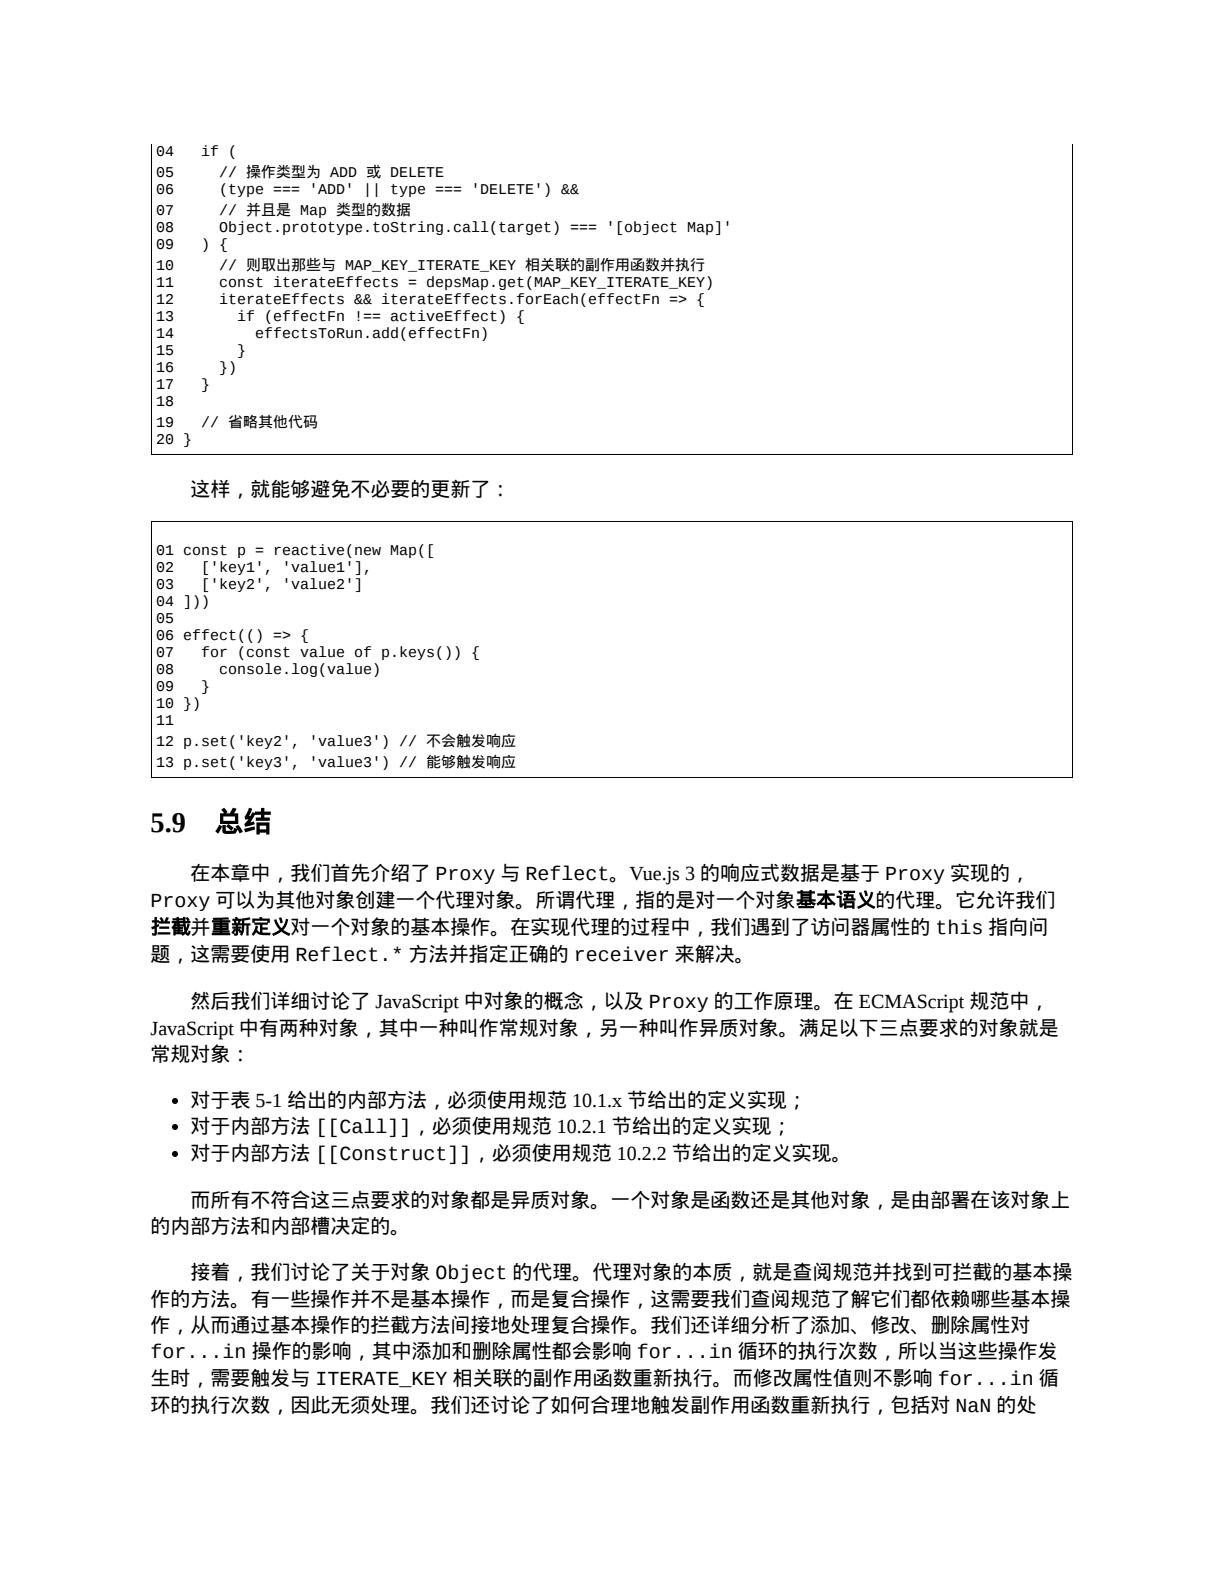 04   if (
05     // 操作类型为 ADD 或 DELETE
06     (type === 'ADD' || type === 'DELETE') &&
07     // 并且是 Map 类型的数据
08     Object.prototype.toString.call(target) === '[object Map]'
09   ) {
10     // 则取出那些与 MAP_KEY_ITERATE_KEY 相关联的副作用函数并执行
11     const iterateEffects = depsMap.get(MAP_KEY_ITERATE_KEY)
12     iterateEffects && iterateEffects.forEach(effectFn => {
13       if (effectFn !== activeEffect) {
14         effectsToRun.add(effectFn)
15       }
16     })
17   }
18
19   // 省略其他代码
20 }
这样，就能够避免不必要的更新了：
01 const p = reactive(new Map([
02   ['key1', 'value1'],
03   ['key2', 'value2']
04 ]))
05
06 effect(() => {
07   for (const value of p.keys()) {
08     console.log(value)
09   }
10 })
11
12 p.set('key2', 'value3') // 不会触发响应
13 p.set('key3', 'value3') // 能够触发响应
5.9 总结
在本章中，我们首先介绍了 Proxy 与 Reflect。Vue.js 3 的响应式数据是基于 Proxy 实现的，
Proxy 可以为其他对象创建一个代理对象。所谓代理，指的是对一个对象基本语义的代理。它允许我们
拦截并重新定义对一个对象的基本操作。在实现代理的过程中，我们遇到了访问器属性的 this 指向问
题，这需要使用 Reflect.* 方法并指定正确的 receiver 来解决。
然后我们详细讨论了 JavaScript 中对象的概念，以及 Proxy 的工作原理。在 ECMAScript 规范中，
JavaScript 中有两种对象，其中一种叫作常规对象，另一种叫作异质对象。满足以下三点要求的对象就是
常规对象：
• 对于表 5-1 给出的内部方法，必须使用规范 10.1.x 节给出的定义实现；
• 对于内部方法 [[Call]]，必须使用规范 10.2.1 节给出的定义实现；
• 对于内部方法 [[Construct]]，必须使用规范 10.2.2 节给出的定义实现。
而所有不符合这三点要求的对象都是异质对象。一个对象是函数还是其他对象，是由部署在该对象上
的内部方法和内部槽决定的。
接着，我们讨论了关于对象 Object 的代理。代理对象的本质，就是查阅规范并找到可拦截的基本操
作的方法。有一些操作并不是基本操作，而是复合操作，这需要我们查阅规范了解它们都依赖哪些基本操
作，从而通过基本操作的拦截方法间接地处理复合操作。我们还详细分析了添加、修改、删除属性对
for...in 操作的影响，其中添加和删除属性都会影响 for...in 循环的执行次数，所以当这些操作发
生时，需要触发与 ITERATE_KEY 相关联的副作用函数重新执行。而修改属性值则不影响 for...in 循
环的执行次数，因此无须处理。我们还讨论了如何合理地触发副作用函数重新执行，包括对 NaN 的处